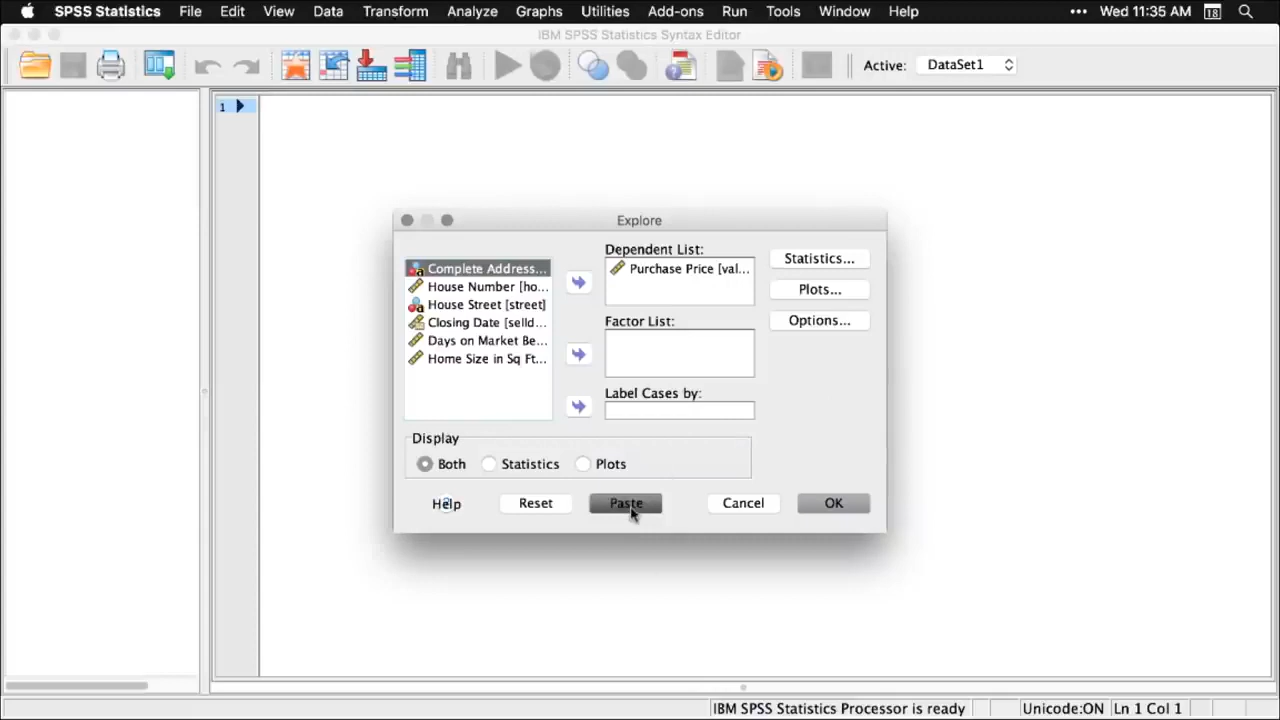 SPSS Statistics File Edit View Data Transform Analyze Graphs Utilities Add-ons Run Tools Window Help ••• Wed 11:35 AM 18
IBM SPSS Statistics Syntax Editor
Active: DataSet1
1
Explore
Complete Address...
House Number [ho...
House Street [street]
Closing Date [selld...
Days on Market Be...
Home Size in Sq Ft...
Dependent List:
Purchase Price [val...
Factor List:
Label Cases by:
Statistics...
Plots...
Options...
Display
Both Statistics Plots
Help Reset Paste Cancel OK
IBM SPSS Statistics Processor is ready Unicode:ON Ln 1 Col 1